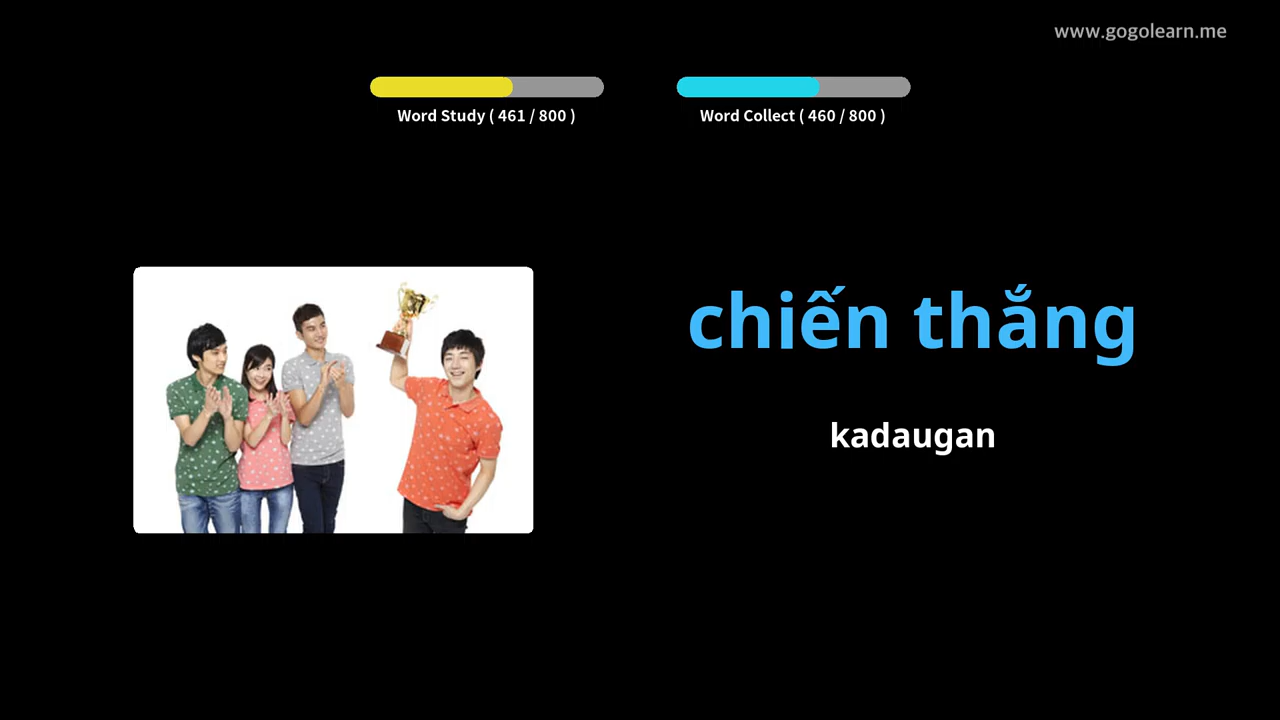 www.gogolearn.me
Word Study ( 461 / 800 )
Word Collect ( 460 / 800 )
chiến thắng
kadaugan